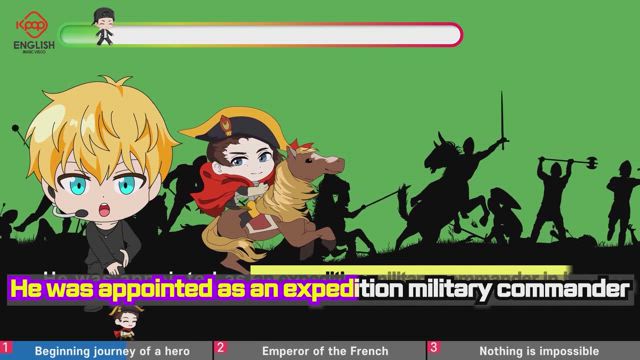 Kpop
ENGLISH
MUSIC VIDEO
He was appointed as an expedition military commander
1 Beginning journey of a hero
2 Emperor of the French
3 Nothing is impossible